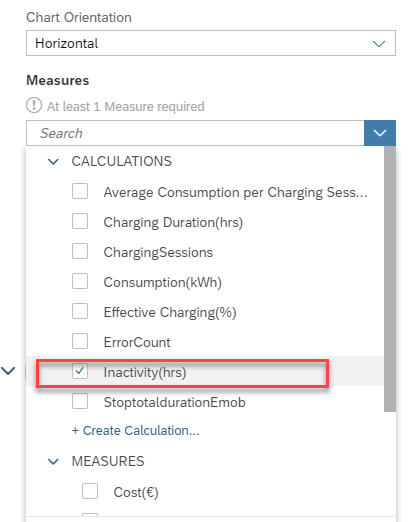 Chart Orientation
Horizontal
Measures
At least 1 Measure required
Search
CALCULATIONS
Average Consumption per Charging Sess...
Charging Duration(hrs)
ChargingSessions
Consumption(kWh)
Effective Charging(%)
ErrorCount
Inactivity(hrs)
StoptotaldurationEmob
+ Create Calculation...
MEASURES
Cost(€)